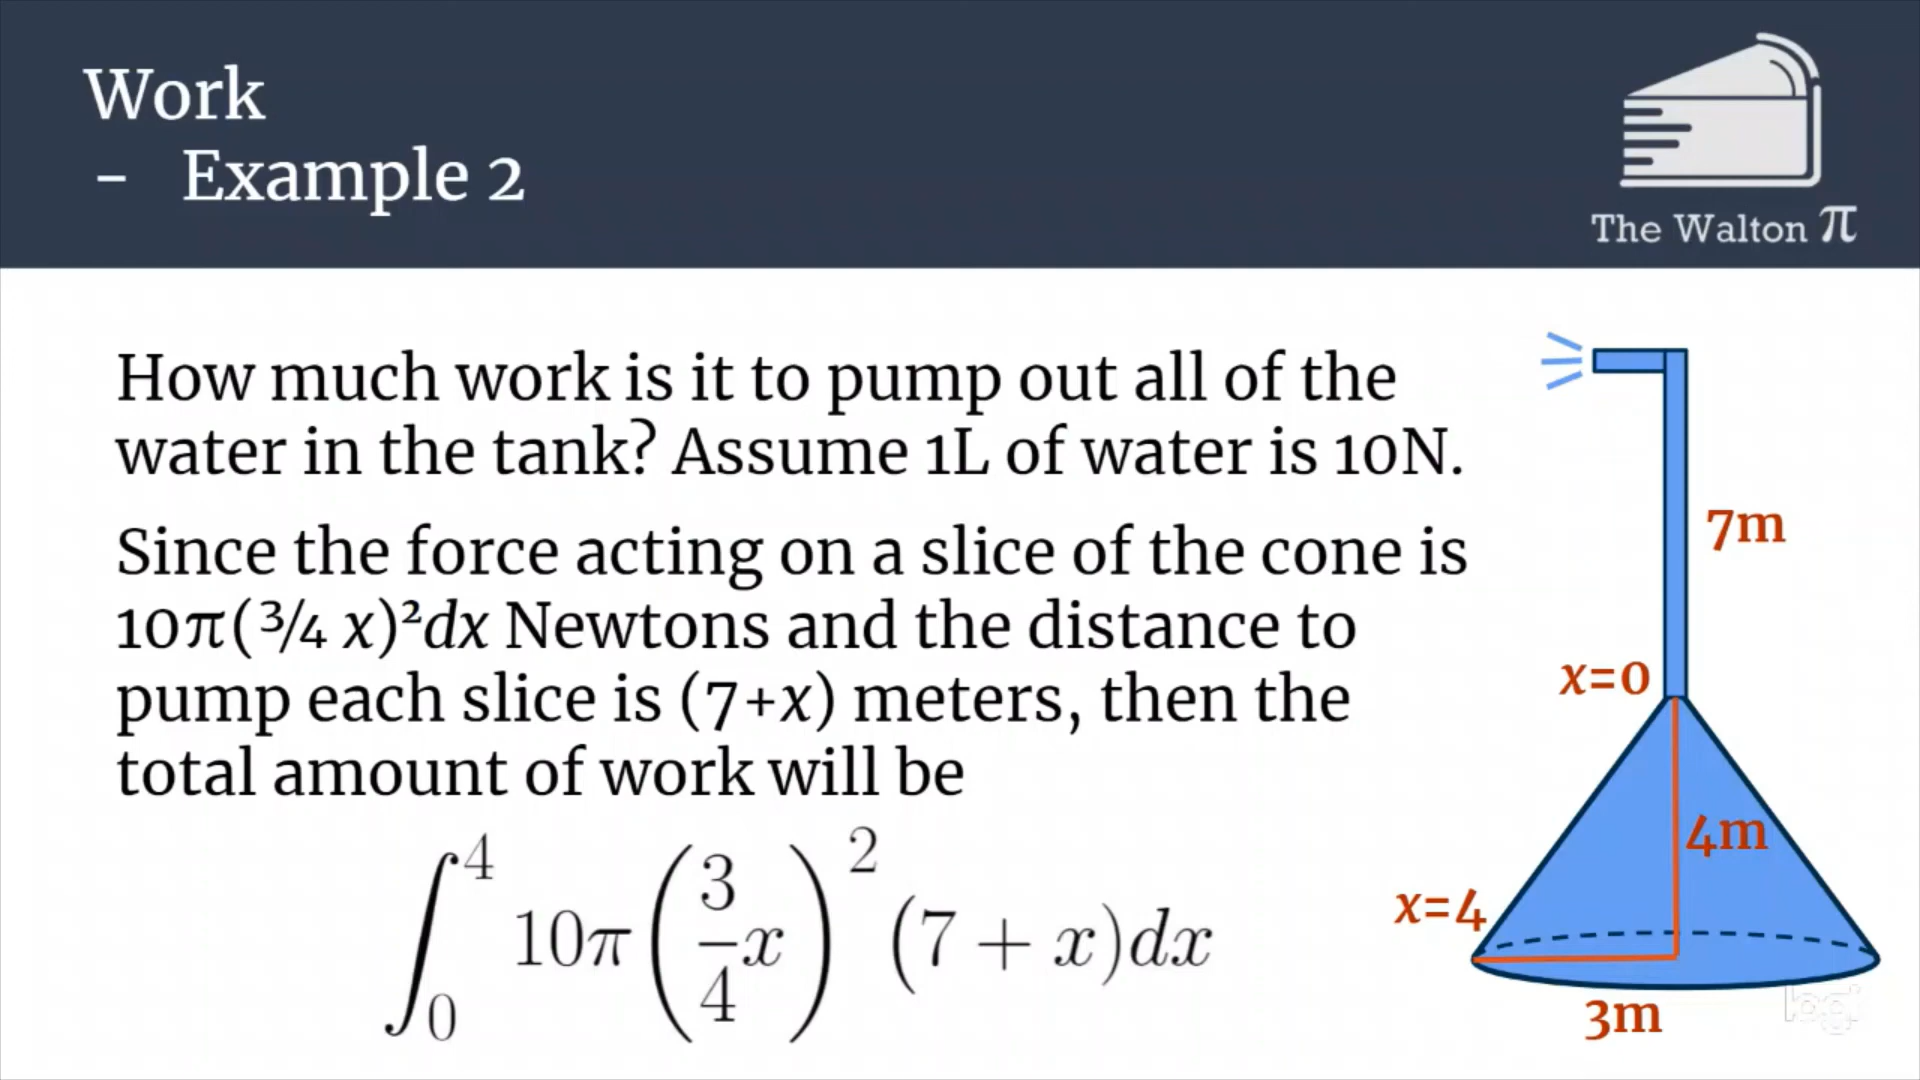 Work
- Example 2
The Walton π
How much work is it to pump out all of the
water in the tank? Assume 1L of water is 10N.
Since the force acting on a slice of the cone is
10π(¾ x)²dx Newtons and the distance to
pump each slice is (7+x) meters, then the
total amount of work will be
∫₀⁴ 10π(3/4 x)² (7 + x)dx
7m
x=0
4m
x=4
3m